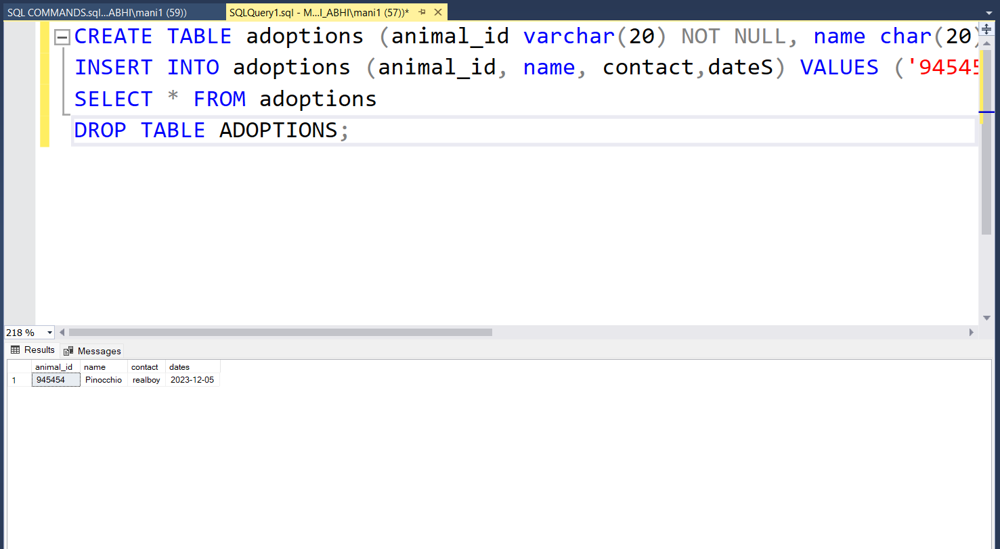 SQL COMMANDS.sql...ABHI\mani1 (59))
SQLQuery1.sql - M...I_ABHI\mani1 (57))*
CREATE TABLE adoptions (animal_id varchar(20) NOT NULL, name char(20)
INSERT INTO adoptions (animal_id, name, contact,dateS) VALUES ('94545
SELECT * FROM adoptions
DROP TABLE ADOPTIONS;
218 %
Results
Messages
animal_id name contact dates
1 945454 Pinocchio realboy 2023-12-05